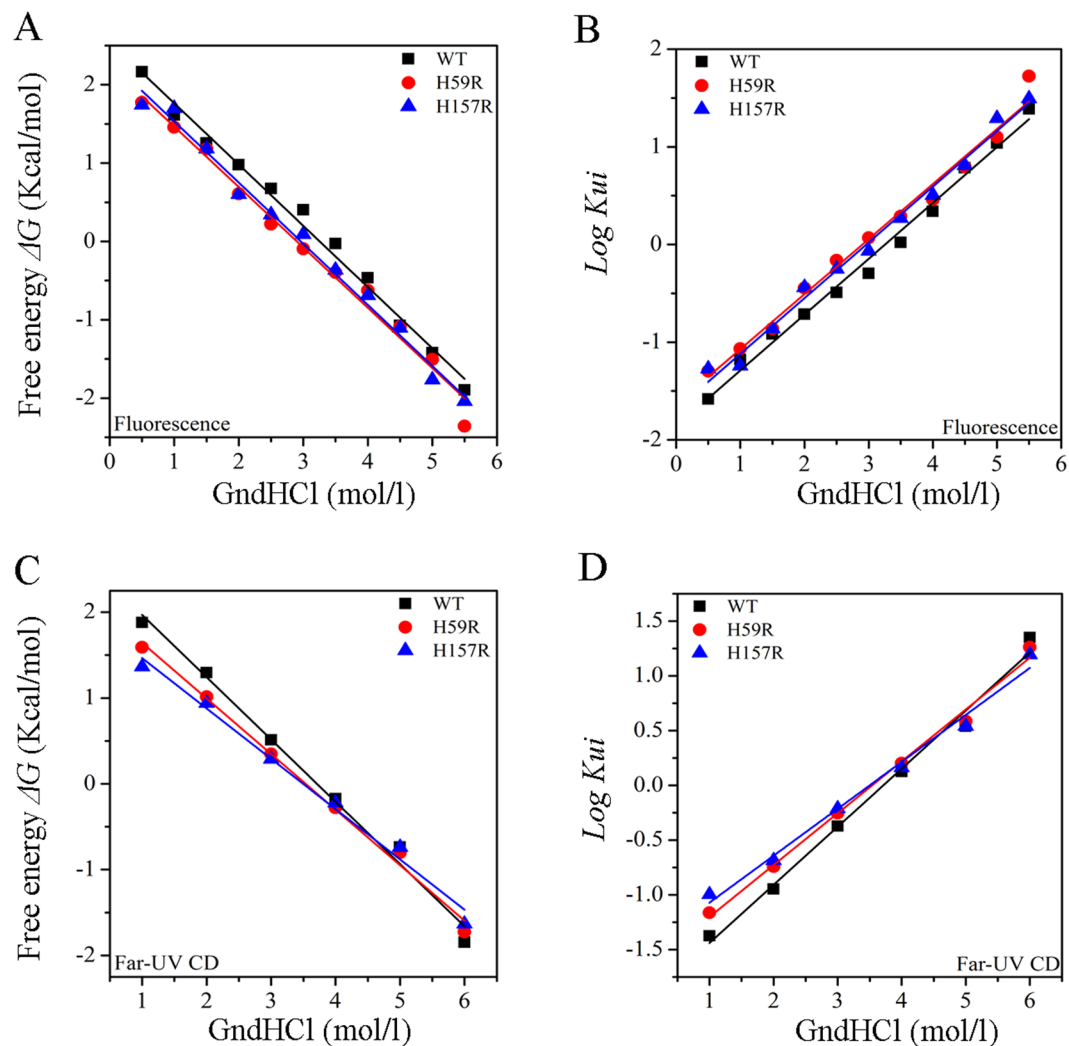 A
Free energy ΔG (Kcal/mol)
2
1
0
-1
-2
WT
H59R
H157R
Fluorescence
0 1 2 3 4 5 6
GndHCl (mol/l)
B
Log Kui
2
1
0
-1
-2
WT
H59R
H157R
Fluorescence
0 1 2 3 4 5 6
GndHCl (mol/l)
C
Free energy ΔG (Kcal/mol)
2
1
0
-1
-2
WT
H59R
H157R
Far-UV CD
1 2 3 4 5 6
GndHCl (mol/l)
D
Log Kui
1.5
1.0
0.5
0.0
-0.5
-1.0
-1.5
WT
H59R
H157R
Far-UV CD
1 2 3 4 5 6
GndHCl (mol/l)